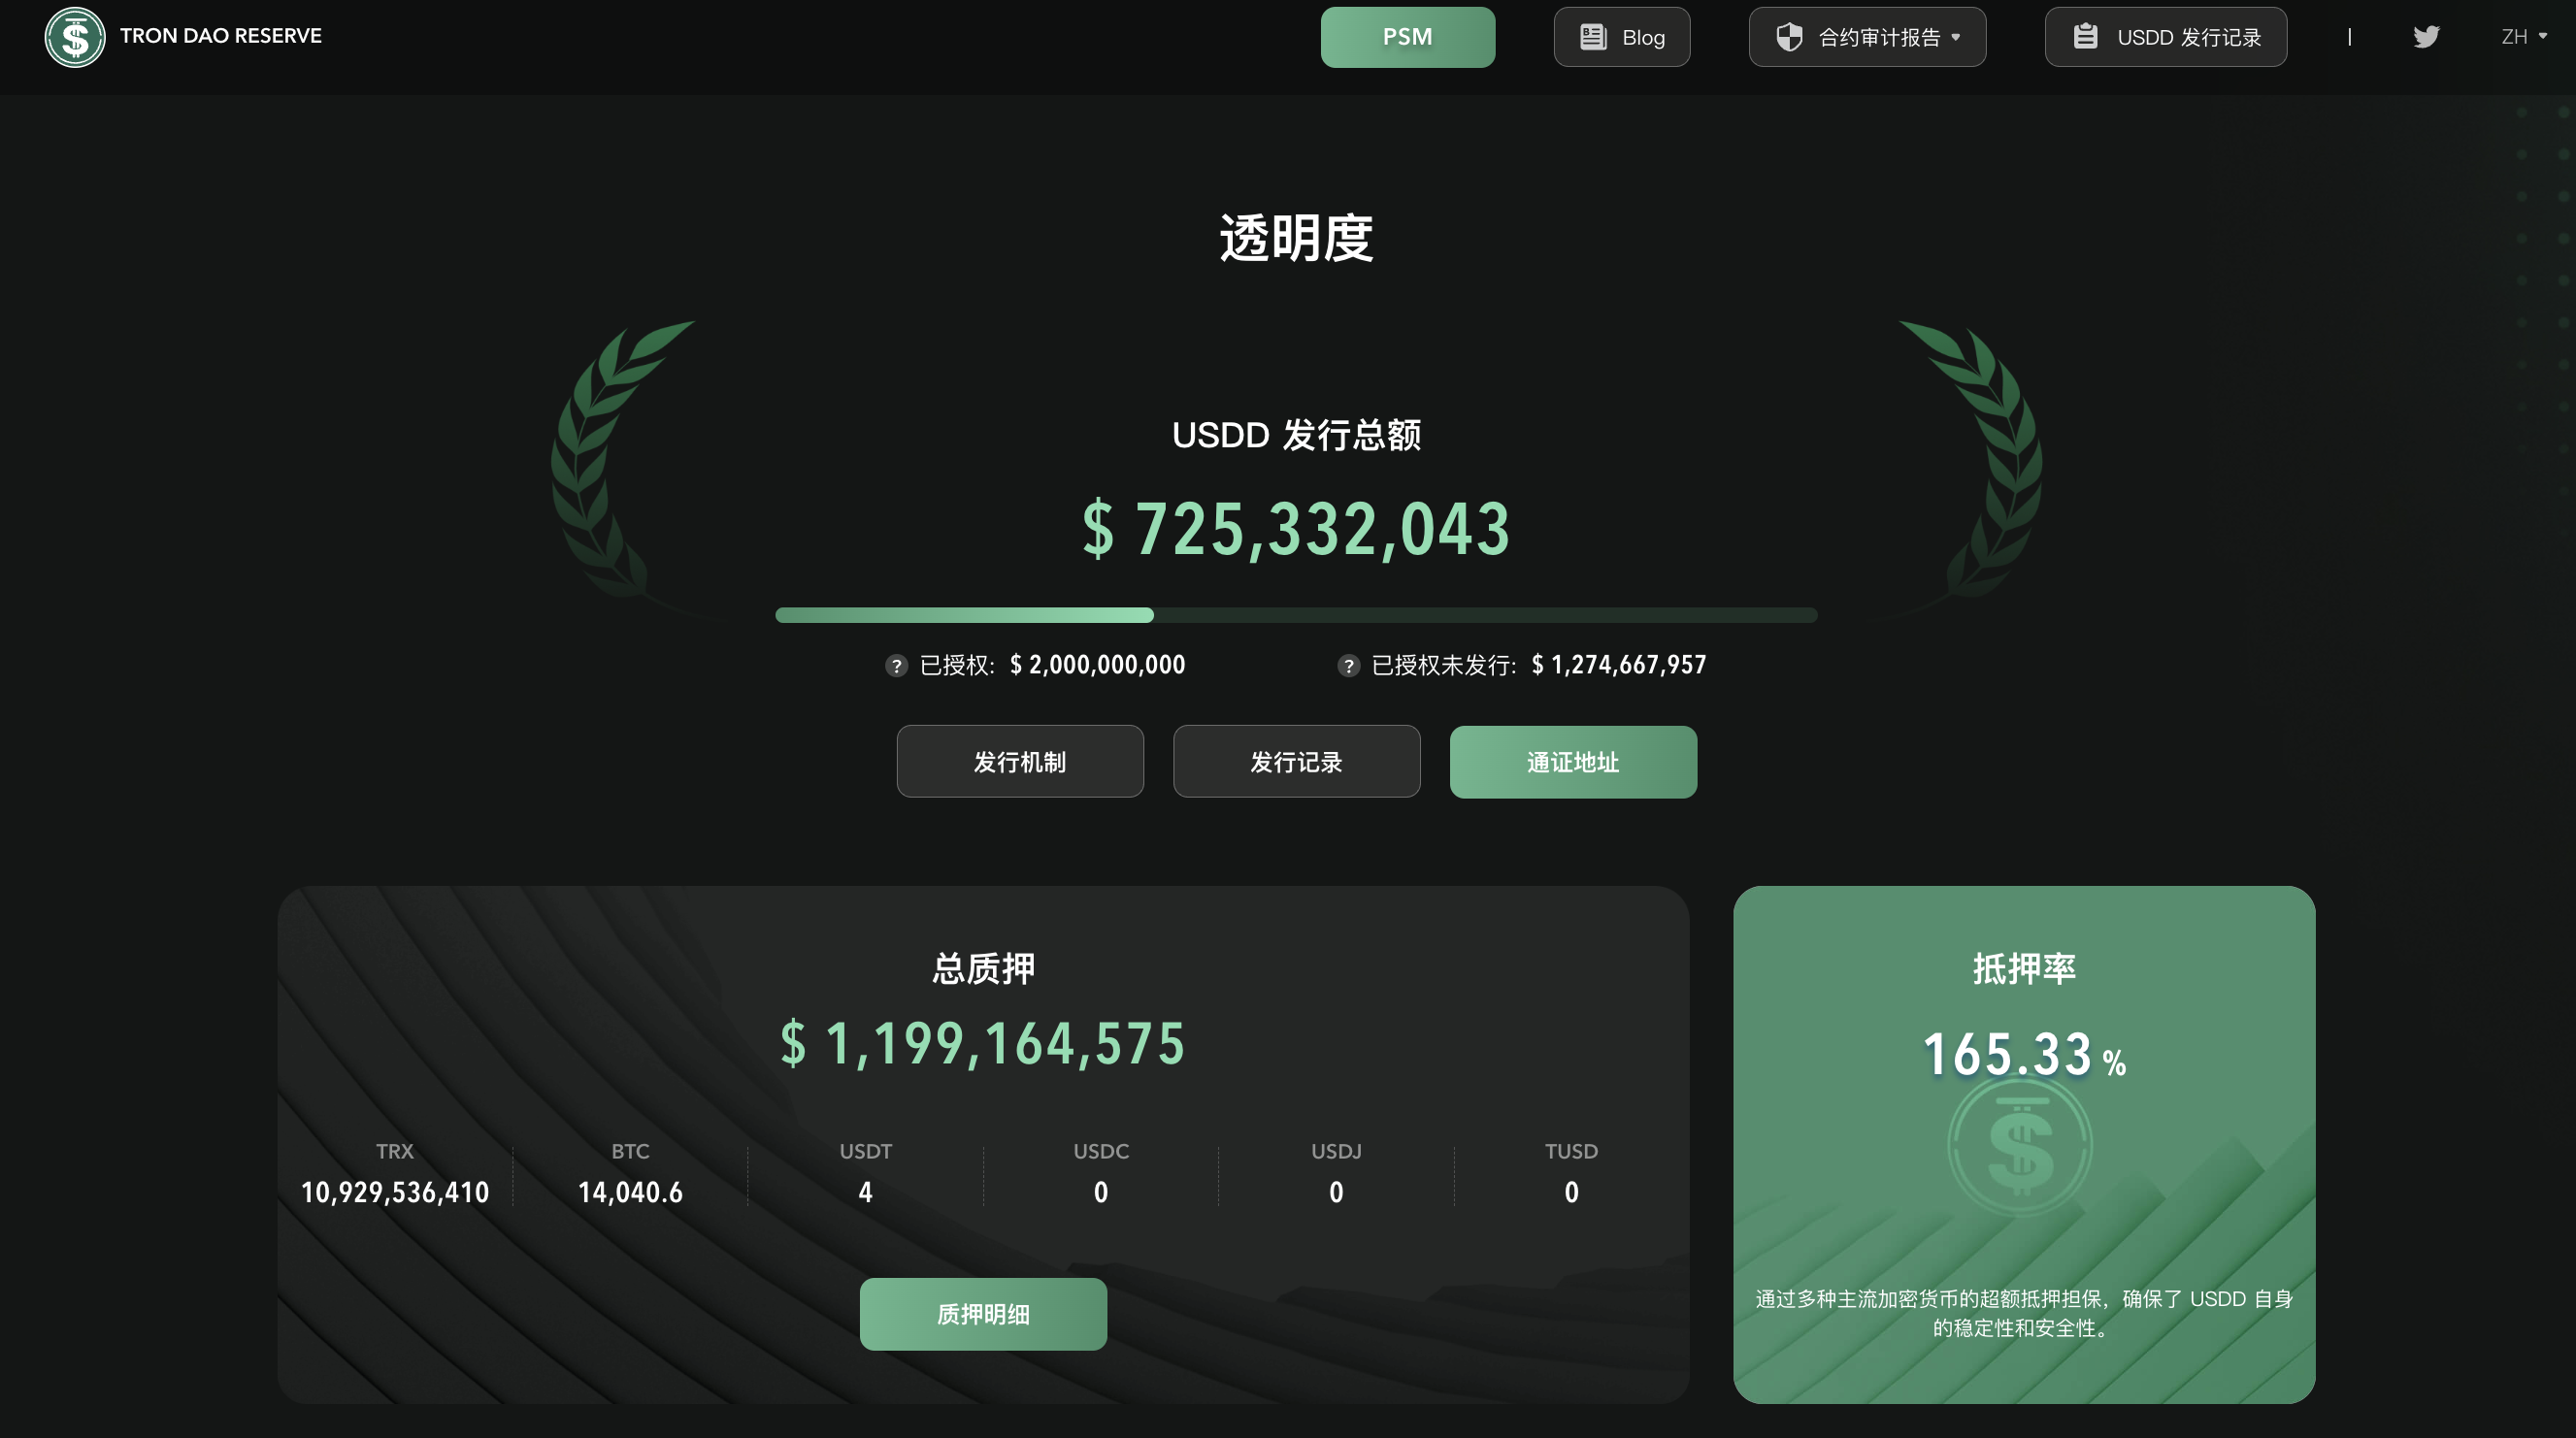 TRON DAO RESERVE
PSM
Blog
合约审计报告
USDD 发行记录
ZH
透明度
USDD 发行总额
$ 725,332,043
? 已授权: $ 2,000,000,000
? 已授权未发行: $ 1,274,667,957
发行机制
发行记录
通证地址
总质押
$ 1,199,164,575
TRX
10,929,536,410
BTC
14,040.6
USDT
4
USDC
0
USDJ
0
TUSD
0
质押明细
抵押率
165.33 %
通过多种主流加密货币的超额抵押担保，确保了 USDD 自身
的稳定性和安全性。